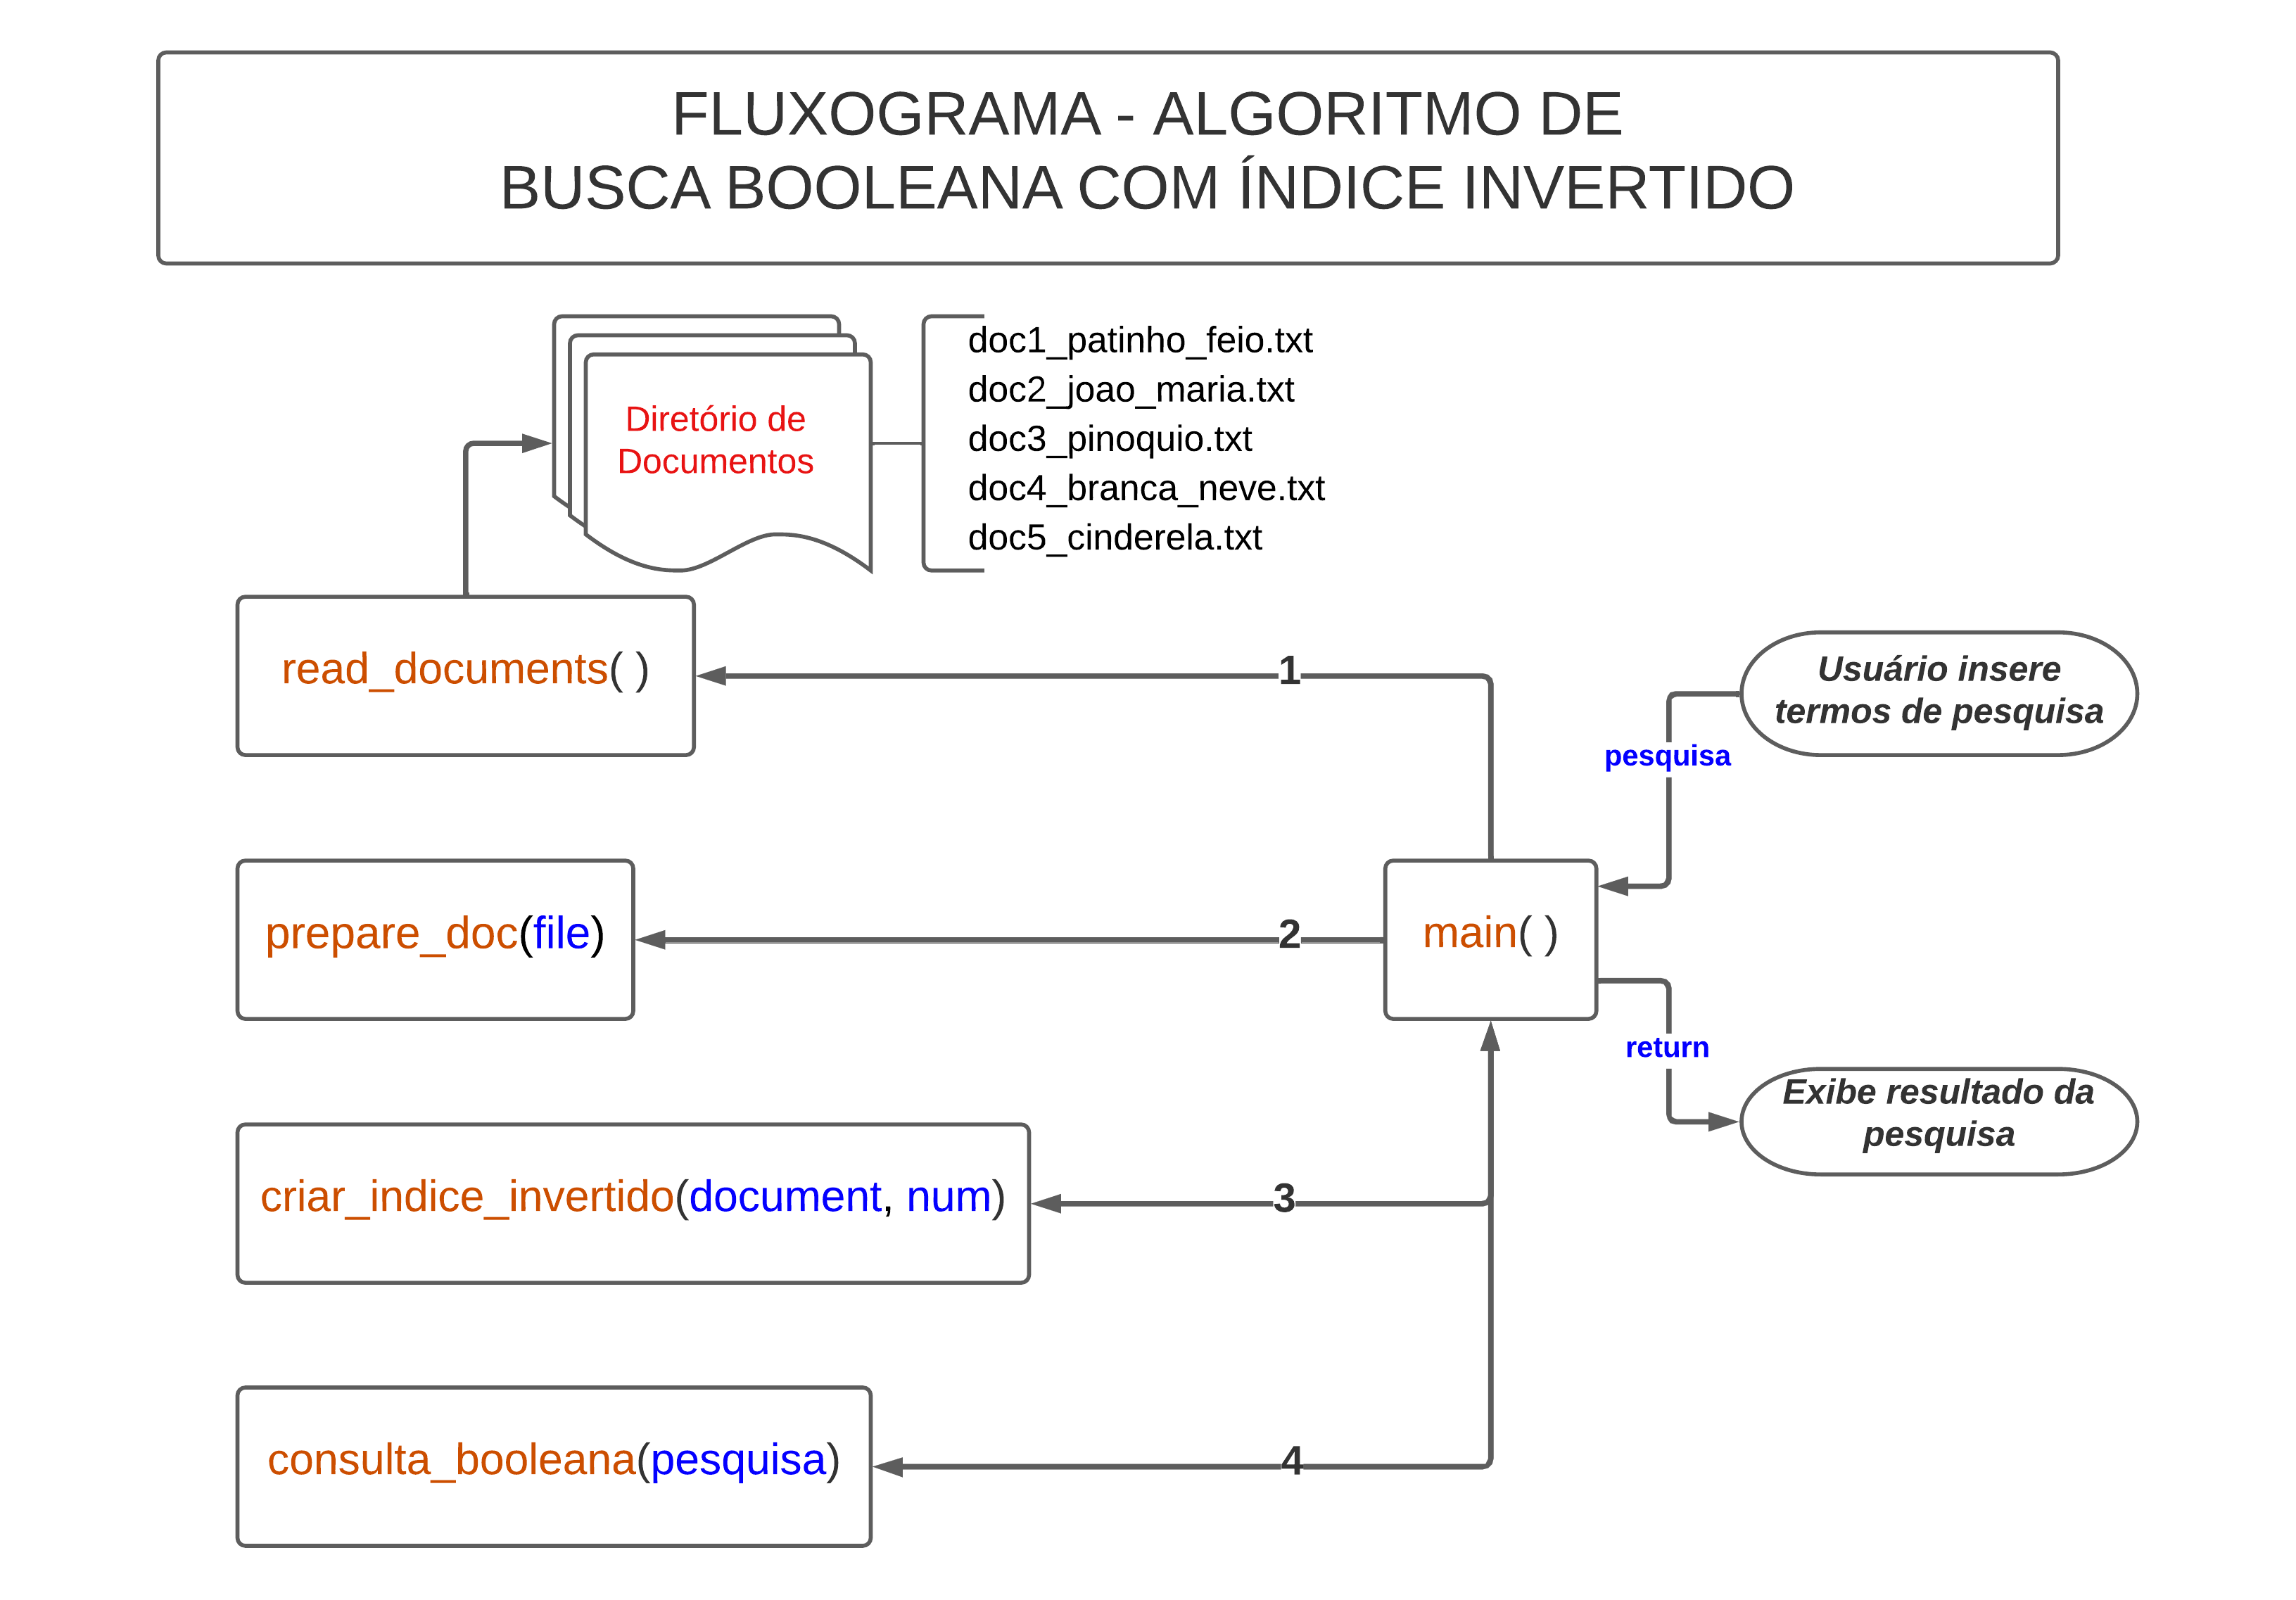 FLUXOGRAMA - ALGORITMO DE
BUSCA BOOLEANA COM ÍNDICE INVERTIDO
Diretório de
Documentos
doc1_patinho_feio.txt
doc2_joao_maria.txt
doc3_pinoquio.txt
doc4_branca_neve.txt
doc5_cinderela.txt
read_documents( )
1
Usuário insere
termos de pesquisa
pesquisa
prepare_doc(file)
2
main( )
return
Exibe resultado da
pesquisa
criar_indice_invertido(document, num)
3
consulta_booleana(pesquisa)
4